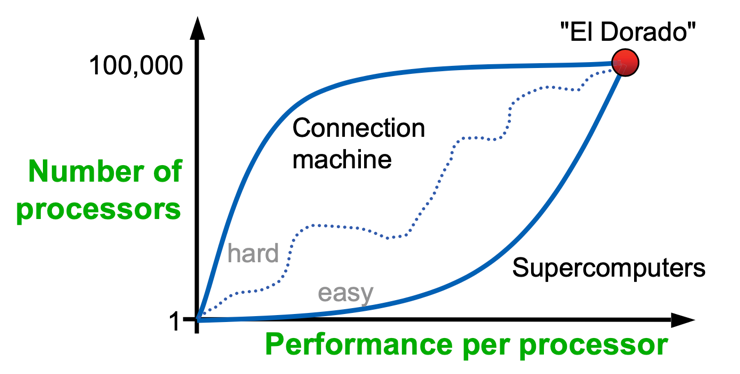 "El Dorado"
100,000
Connection
machine
Number of
processors
hard
easy
Supercomputers
1
Performance per processor